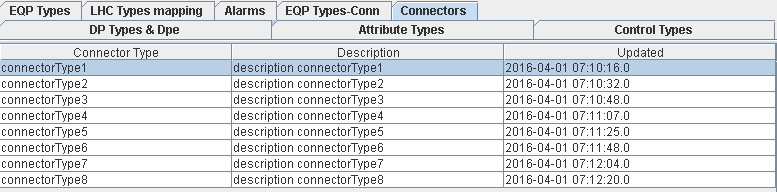 EQP Types LHC Types mapping Alarms EQP Types-Conn Connectors
DP Types & Dpe Attribute Types Control Types
Connector Type Description Updated
connectorType1 description connectorType1 2016-04-01 07:10:16.0
connectorType2 description connectorType2 2016-04-01 07:10:32.0
connectorType3 description connectorType3 2016-04-01 07:10:48.0
connectorType4 description connectorType4 2016-04-01 07:11:07.0
connectorType5 description connectorType5 2016-04-01 07:11:25.0
connectorType6 description connectorType6 2016-04-01 07:11:48.0
connectorType7 description connectorType7 2016-04-01 07:12:04.0
connectorType8 description connectorType8 2016-04-01 07:12:20.0